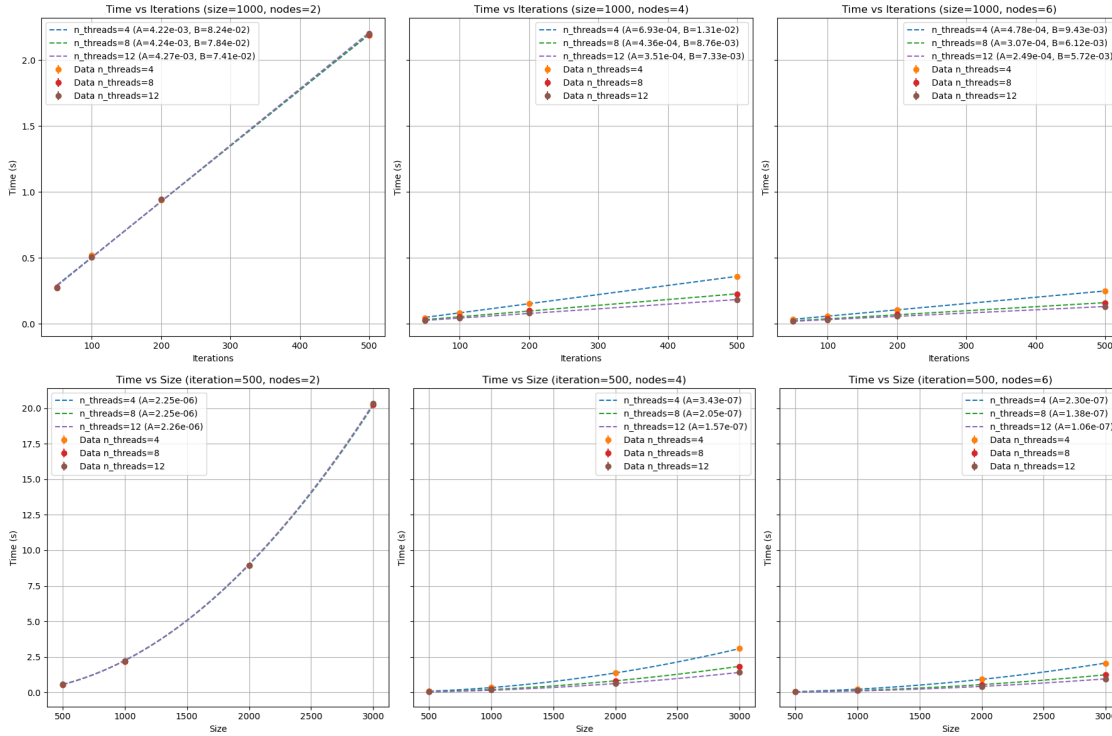 Time vs Iterations (size=1000, nodes=2)
n_threads=4 (A=4.22e-03, B=8.24e-02)
n_threads=8 (A=4.24e-03, B=7.84e-02)
n_threads=12 (A=4.27e-03, B=7.41e-02)
Data n_threads=4
Data n_threads=8
Data n_threads=12
Time (s)
2.0
1.5
1.0
0.5
0.0
100 200 300 400 500
Iterations
Time vs Iterations (size=1000, nodes=4)
n_threads=4 (A=6.93e-04, B=1.31e-02)
n_threads=8 (A=4.36e-04, B=8.76e-03)
n_threads=12 (A=3.51e-04, B=7.33e-03)
Data n_threads=4
Data n_threads=8
Data n_threads=12
Time (s)
100 200 300 400 500
Iterations
Time vs Iterations (size=1000, nodes=6)
n_threads=4 (A=4.78e-04, B=9.43e-03)
n_threads=8 (A=3.07e-04, B=6.12e-03)
n_threads=12 (A=2.49e-04, B=5.72e-03)
Data n_threads=4
Data n_threads=8
Data n_threads=12
Time (s)
100 200 300 400 500
Iterations
Time vs Size (iteration=500, nodes=2)
n_threads=4 (A=2.25e-06)
n_threads=8 (A=2.25e-06)
n_threads=12 (A=2.26e-06)
Data n_threads=4
Data n_threads=8
Data n_threads=12
Time (s)
20.0
17.5
15.0
12.5
10.0
7.5
5.0
2.5
0.0
500 1000 1500 2000 2500 3000
Size
Time vs Size (iteration=500, nodes=4)
n_threads=4 (A=3.43e-07)
n_threads=8 (A=2.05e-07)
n_threads=12 (A=1.57e-07)
Data n_threads=4
Data n_threads=8
Data n_threads=12
Time (s)
500 1000 1500 2000 2500 3000
Size
Time vs Size (iteration=500, nodes=6)
n_threads=4 (A=2.30e-07)
n_threads=8 (A=1.38e-07)
n_threads=12 (A=1.06e-07)
Data n_threads=4
Data n_threads=8
Data n_threads=12
Time (s)
500 1000 1500 2000 2500 3000
Size